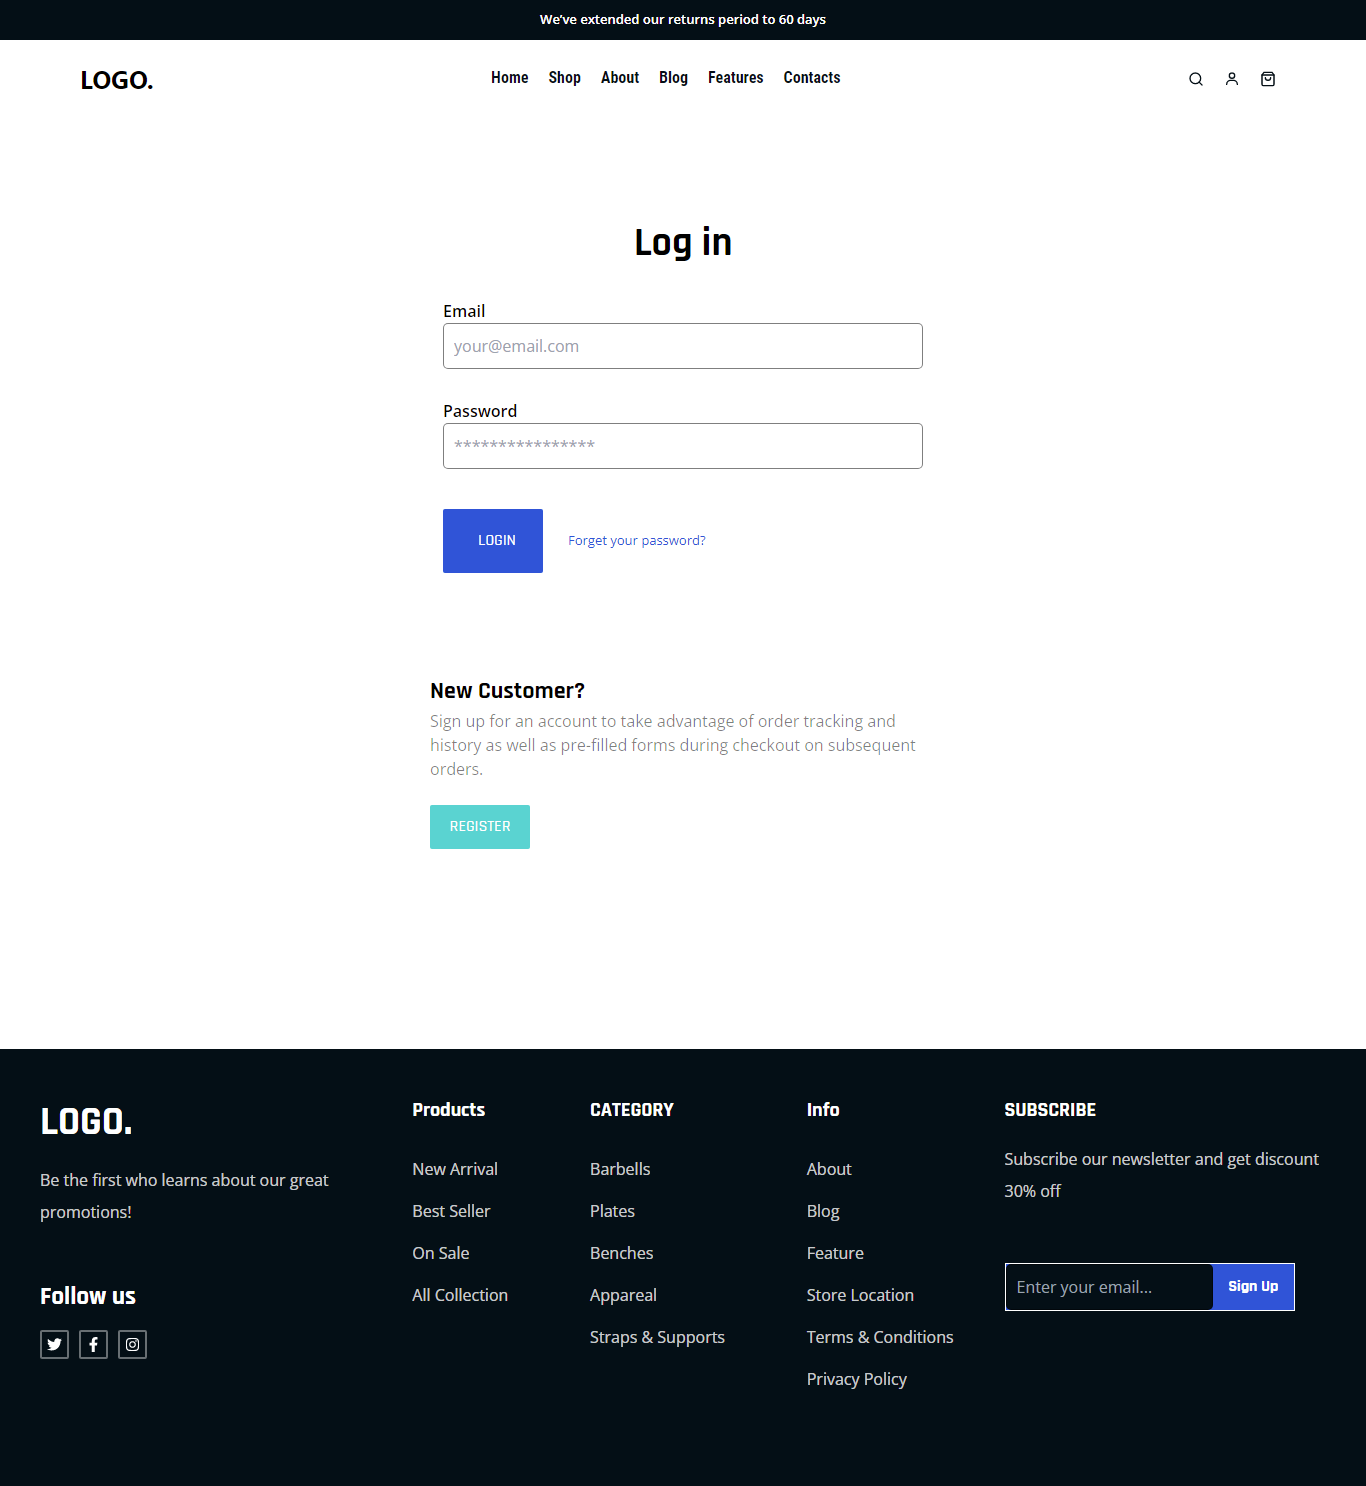 We've extended our returns period to 60 days
LOGO.
Home Shop About Blog Features Contacts
Log in
Email
your@email.com
Password
****************
LOGIN
Forget your password?
New Customer?
Sign up for an account to take advantage of order tracking and
history as well as pre-filled forms during checkout on subsequent
orders.
REGISTER
LOGO.
Be the first who learns about our great
promotions!
Follow us
Products
New Arrival
Best Seller
On Sale
All Collection
CATEGORY
Barbells
Plates
Benches
Appareal
Straps & Supports
Info
About
Blog
Feature
Store Location
Terms & Conditions
Privacy Policy
SUBSCRIBE
Subscribe our newsletter and get discount
30% off
Enter your email...
Sign Up